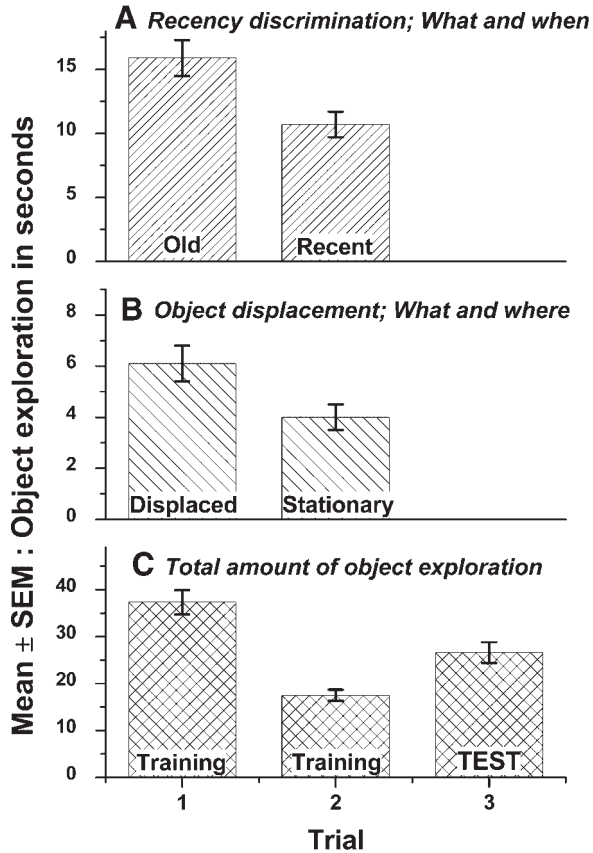 A Recency discrimination; What and when
15
10
5
0
Old
Recent
B Object displacement; What and where
8
6
4
2
0
Displaced
Stationary
C Total amount of object exploration
40
30
20
10
0
Training
Training
TEST
1
2
3
Trial
Mean ± SEM : Object exploration in seconds